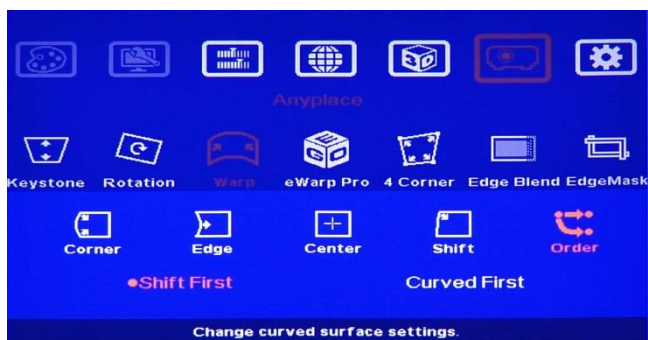 3D
Anyplace
Keystone Rotation Warp eWarp Pro 4 Corner Edge Blend EdgeMask
Corner Edge Center Shift Order
●Shift First Curved First
Change curved surface settings.